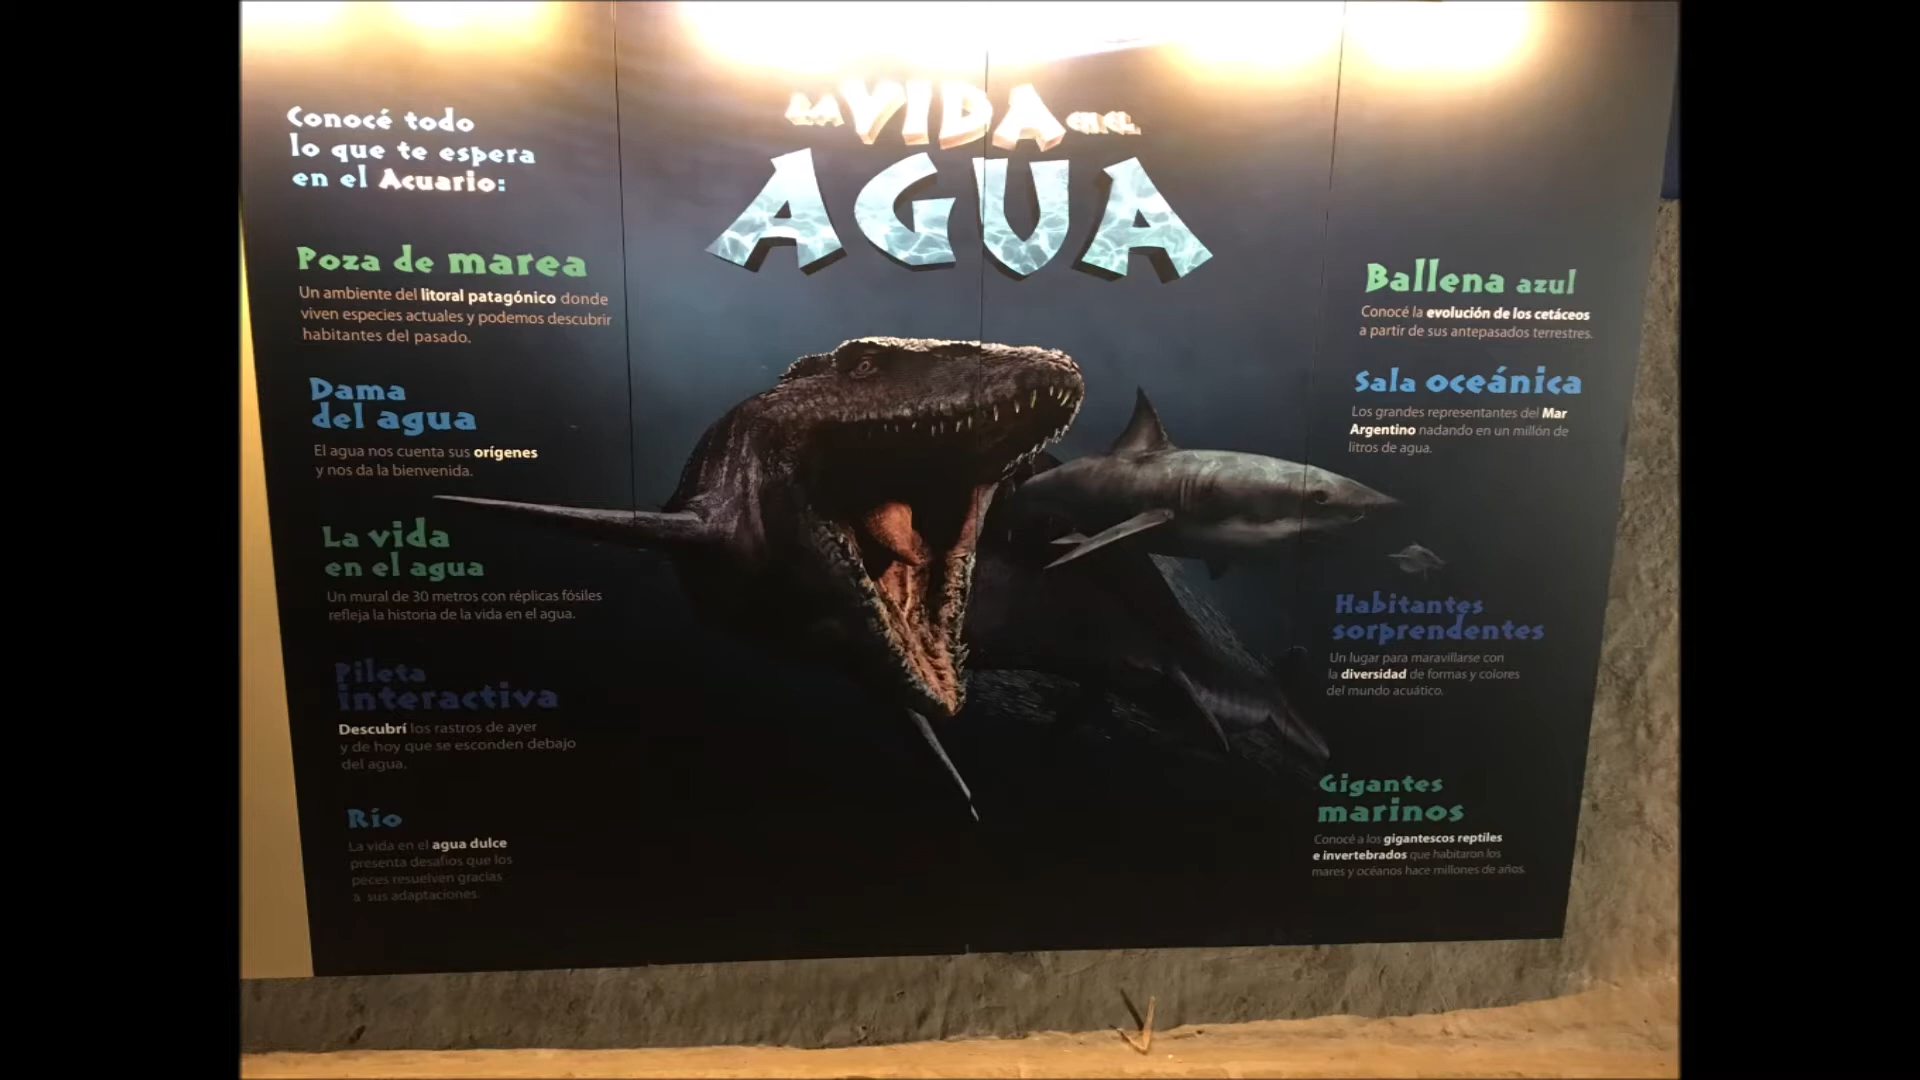 Conocé todo
lo que te espera
en el Acuario:
Poza de marea
Un ambiente del litoral patagónico donde
viven especies actuales y podemos descubrir
habitantes del pasado.
Dama
del agua
El agua nos cuenta sus orígenes
y nos da la bienvenida.
La vida
en el agua
Un mural de 30 metros con réplicas fósiles
refleja la historia de la vida en el agua.
Pileta
interactiva
Descubrí los rastros de ayer
y de hoy que se esconden debajo
del agua.
Río
La vida en el agua dulce
presenta desafíos que los
peces resuelven gracias
a sus adaptaciones.
LA VIDA EN EL
AGUA
Ballena azul
Conocé la evolución de los cetáceos
a partir de sus antepasados terrestres.
Sala oceánica
Los grandes representantes del Mar
Argentino nadando en un millón de
litros de agua.
Habitantes
sorprendentes
Un lugar para maravillarse con
la diversidad de formas y colores
del mundo acuático.
Gigantes
marinos
Conocé a los gigantescos reptiles
e invertebrados que habitaron los
mares y océanos hace millones de años.